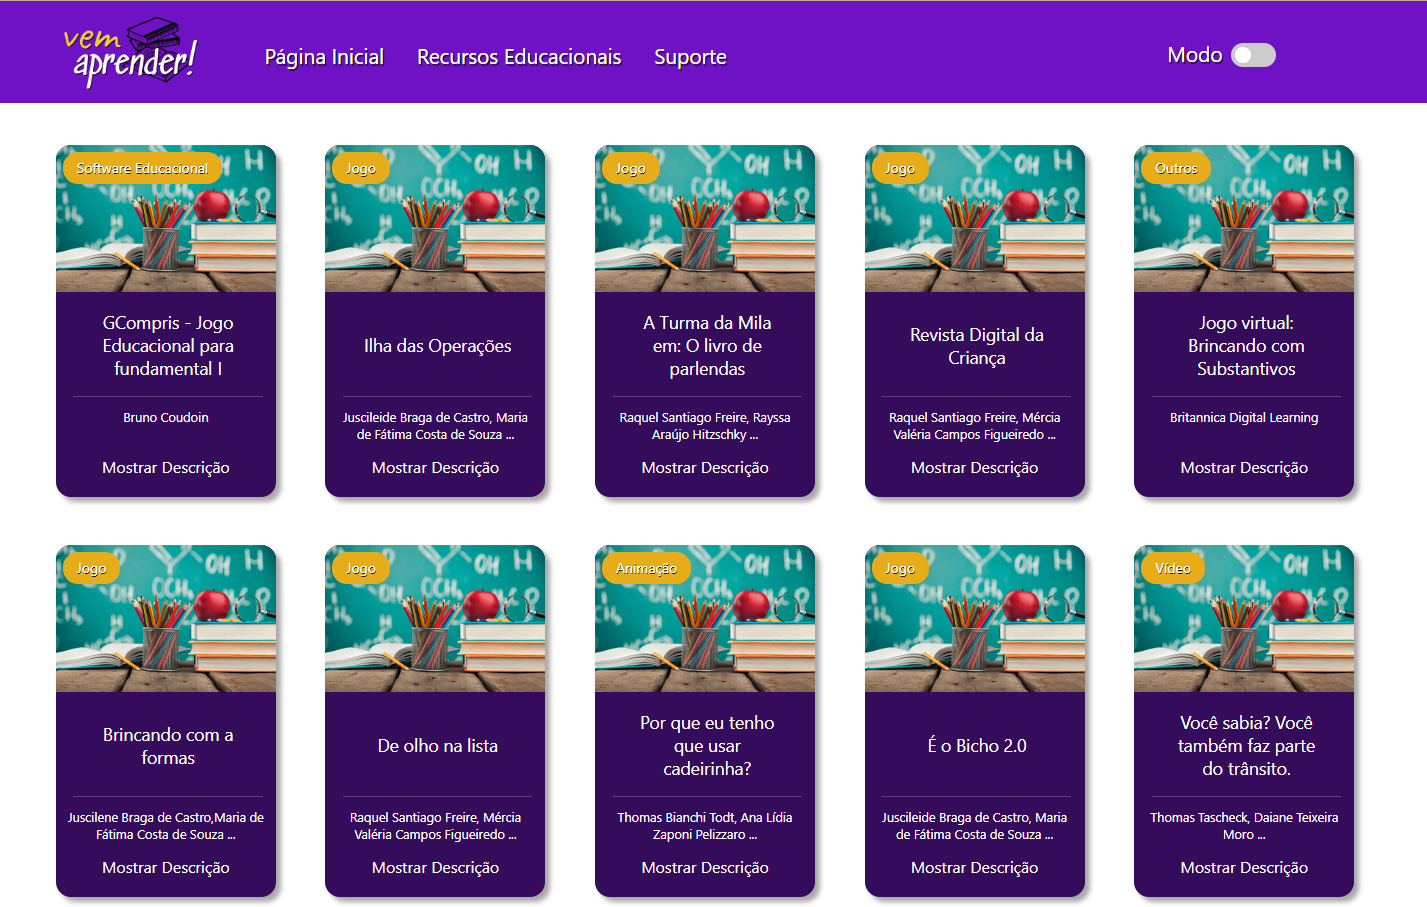 vem
aprender!
Página Inicial
Recursos Educacionais
Suporte
Modo
Software Educacional
GCompris - Jogo
Educacional para
fundamental I
Bruno Coudoin
Mostrar Descrição
Jogo
Ilha das Operações
Juscileide Braga de Castro, Maria
de Fátima Costa de Souza ...
Mostrar Descrição
Jogo
A Turma da Mila
em: O livro de
parlendas
Raquel Santiago Freire, Rayssa
Araújo Hitzschky ...
Mostrar Descrição
Jogo
Revista Digital da
Criança
Raquel Santiago Freire, Mércia
Valéria Campos Figueiredo ...
Mostrar Descrição
Outros
Jogo virtual:
Brincando com
Substantivos
Britannica Digital Learning
Mostrar Descrição
Jogo
Brincando com a
formas
Juscilene Braga de Castro,Maria de
Fátima Costa de Souza ...
Mostrar Descrição
Jogo
De olho na lista
Raquel Santiago Freire, Mércia
Valéria Campos Figueiredo ...
Mostrar Descrição
Animação
Por que eu tenho
que usar
cadeirinha?
Thomas Bianchi Todt, Ana Lídia
Zaponi Pelizzaro ...
Mostrar Descrição
Jogo
É o Bicho 2.0
Juscileide Braga de Castro, Maria
de Fátima Costa de Souza ...
Mostrar Descrição
Vídeo
Você sabia? Você
também faz parte
do trânsito.
Thomas Tascheck, Daiane Teixeira
Moro ...
Mostrar Descrição